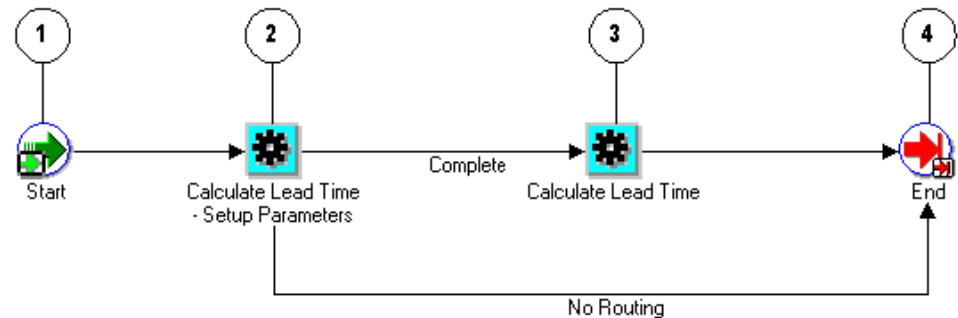 1
2
3
4
Start
Calculate Lead Time
- Setup Parameters
Complete
Calculate Lead Time
End
No Routing